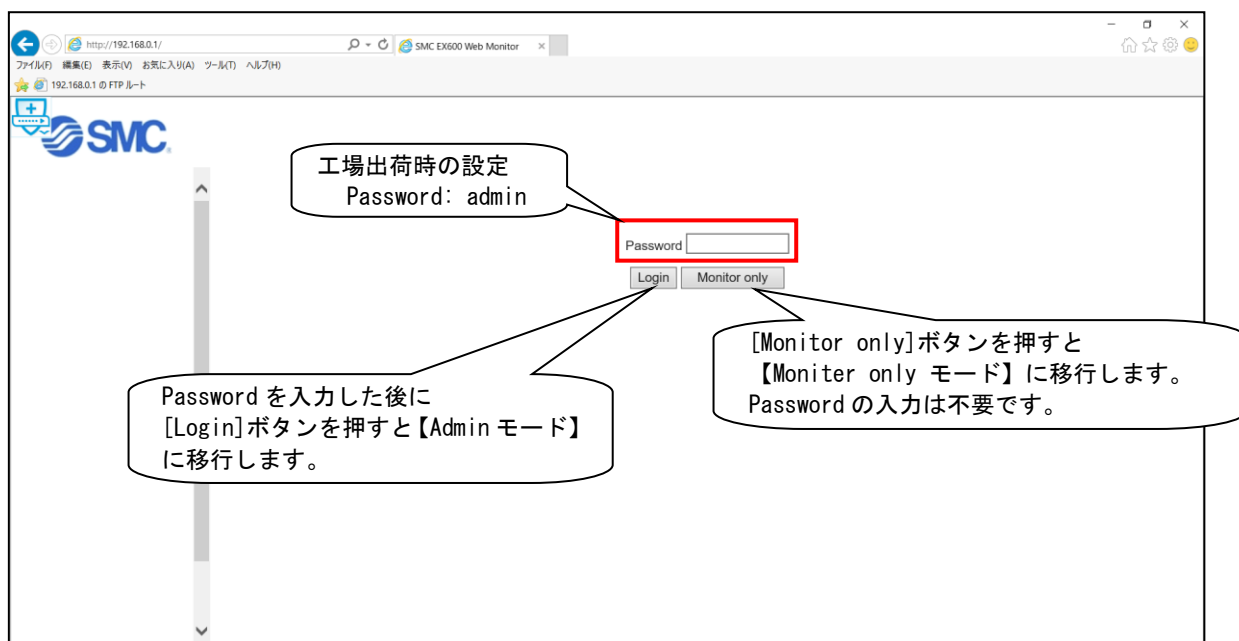 http://192.168.0.1/
SMC EX600 Web Monitor
ファイル(F) 編集(E) 表示(V) お気に入り(A) ツール(T) ヘルプ(H)
192.168.0.1 の FTP ルート
SMC.
工場出荷時の設定
Password: admin
Password
Login Monitor only
[Monitor only]ボタンを押すと
【Moniter only モード】に移行します。
Password の入力は不要です。
Password を入力した後に
[Login]ボタンを押すと【Admin モード】
に移行します。